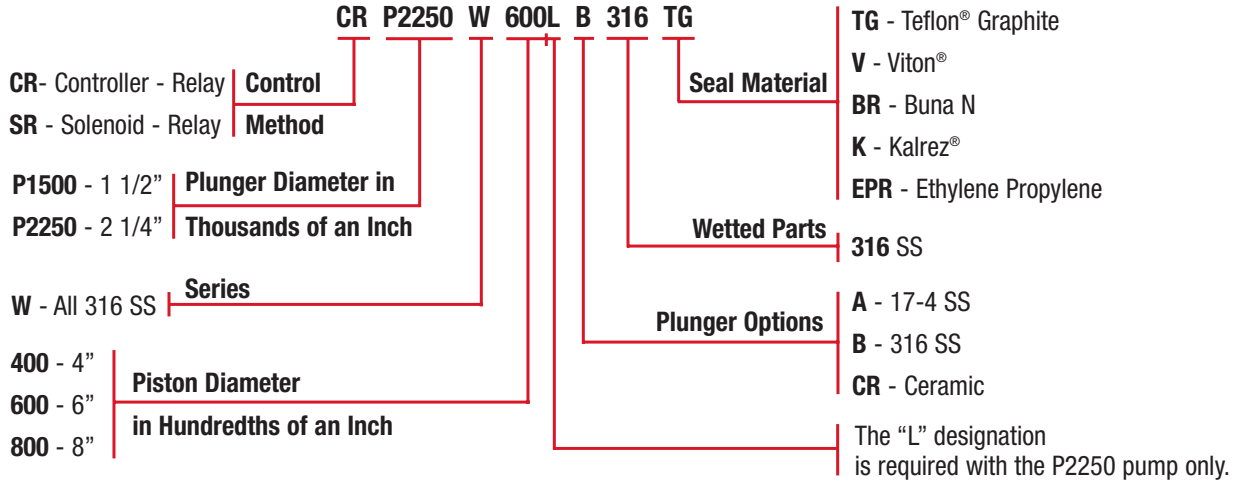 CR P2250 W 600L B 316 TG
CR- Controller - Relay
SR - Solenoid - Relay
Control
Method
P1500 - 1 1/2”
P2250 - 2 1/4”
Plunger Diameter in
Thousands of an Inch
W - All 316 SS
Series
400 - 4”
600 - 6”
800 - 8”
Piston Diameter
in Hundredths of an Inch
Seal Material
TG - Teflon® Graphite
V - Viton®
BR - Buna N
K - Kalrez®
EPR - Ethylene Propylene
Wetted Parts
316 SS
Plunger Options
A - 17-4 SS
B - 316 SS
CR - Ceramic
The “L” designation
is required with the P2250 pump only.